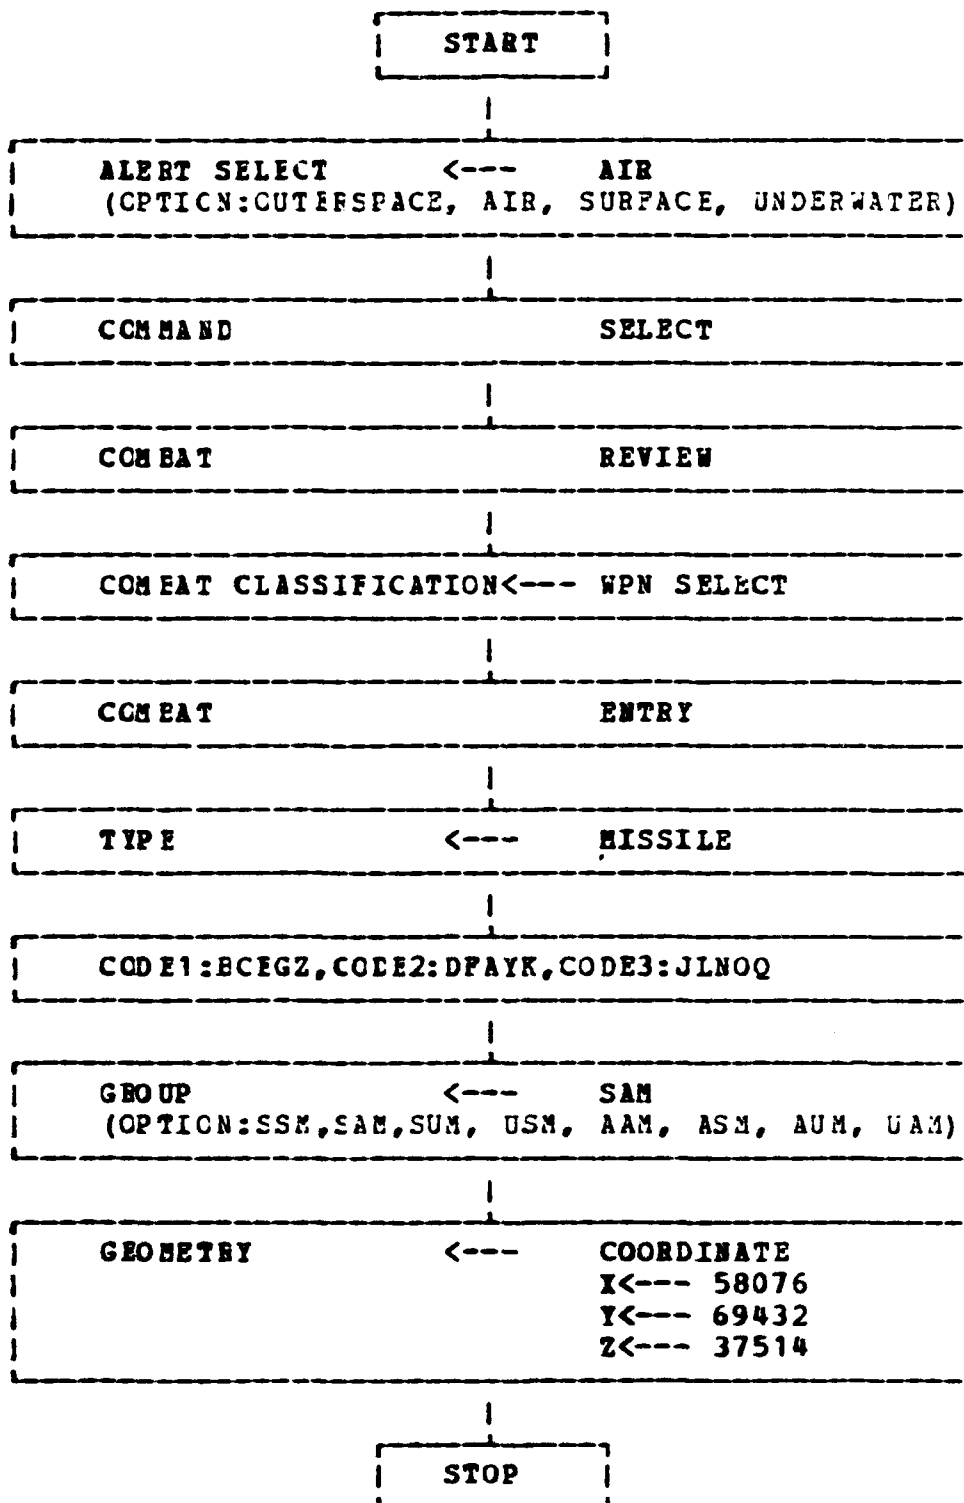 START
ALERT SELECT <--- AIR
(OPTION:OUTERSPACE, AIR, SURFACE, UNDERWATER)
COMMAND SELECT
COMBAT REVIEW
COMBAT CLASSIFICATION<--- WPN SELECT
COMBAT ENTRY
TYPE <--- MISSILE
CODE1:BCEGZ,CODE2:DFAYK,CODE3:JLNOQ
GROUP <--- SAM
(OPTION:SSM,SAM,SUM, USM, AAM, ASM, AUM, UAM)
GEOMETRY <--- COORDINATE
X<--- 58076
Y<--- 69432
Z<--- 37514
STOP